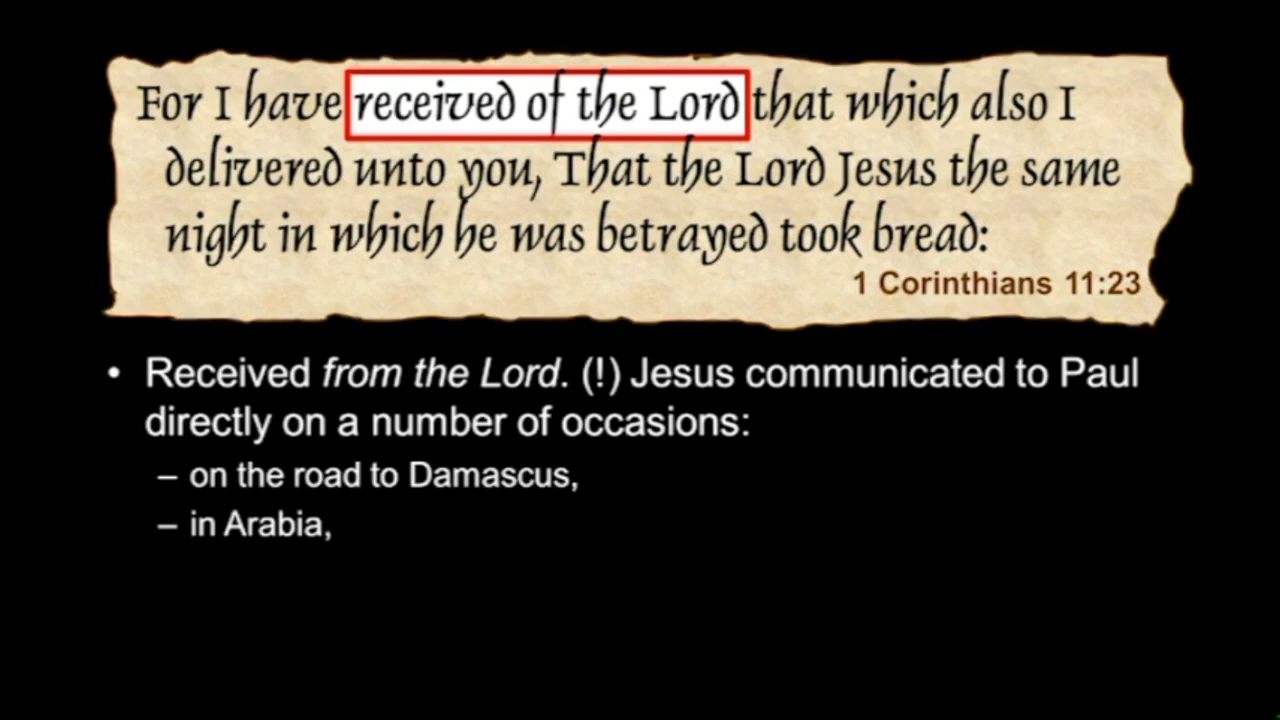 For I have received of the Lord that which also I
delivered unto you, That the Lord Jesus the same
night in which he was betrayed took bread:
1 Corinthians 11:23
• Received from the Lord. (!) Jesus communicated to Paul
directly on a number of occasions:
– on the road to Damascus,
– in Arabia,